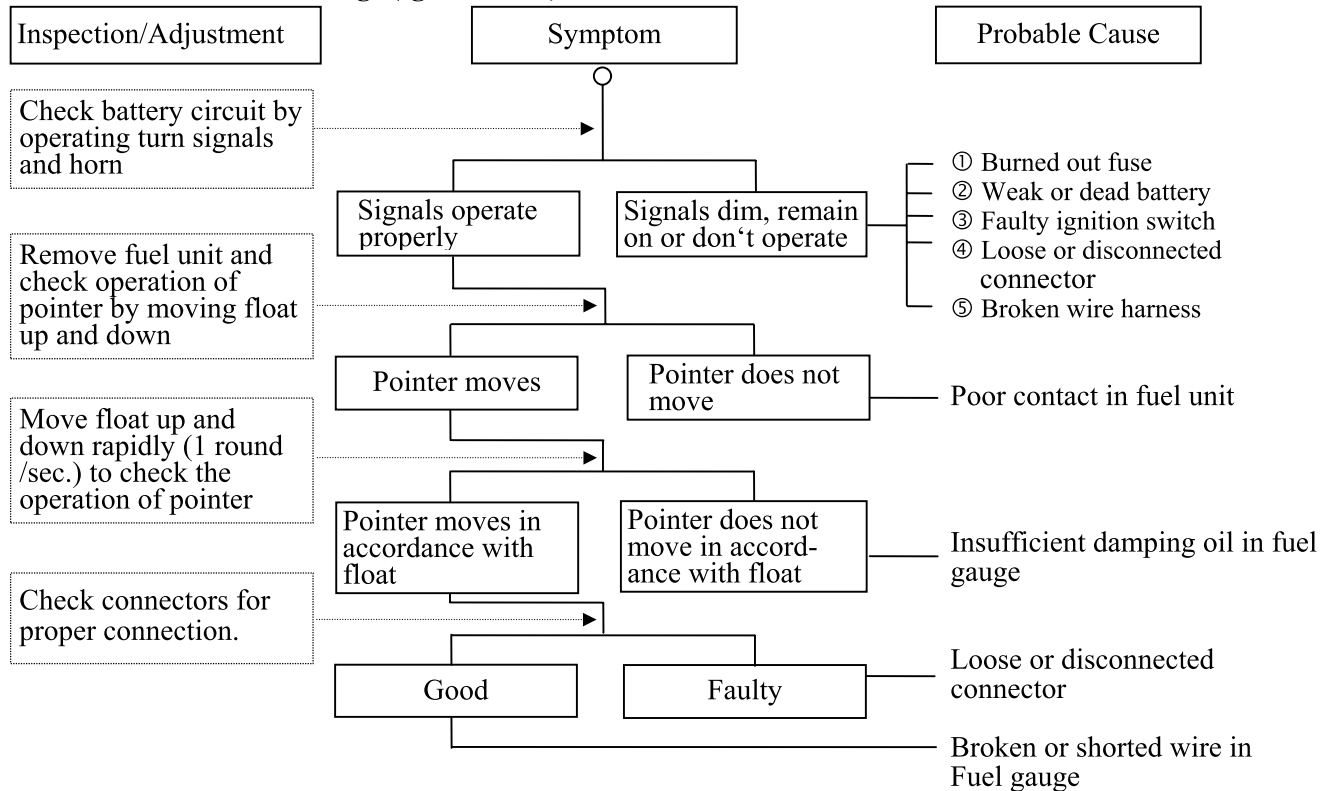 Inspection/Adjustment
Symptom
Probable Cause
Check battery circuit by
operating turn signals
and horn
Signals operate
properly
Signals dim, remain
on or don‘t operate
① Burned out fuse
② Weak or dead battery
③ Faulty ignition switch
④ Loose or disconnected
connector
⑤ Broken wire harness
Remove fuel unit and
check operation of
pointer by moving float
up and down
Pointer moves
Pointer does not
move
Poor contact in fuel unit
Move float up and
down rapidly (1 round
/sec.) to check the
operation of pointer
Pointer moves in
accordance with
float
Pointer does not
move in accord-
ance with float
Insufficient damping oil in fuel
gauge
Check connectors for
proper connection.
Good
Faulty
Loose or disconnected
connector
Broken or shorted wire in
Fuel gauge